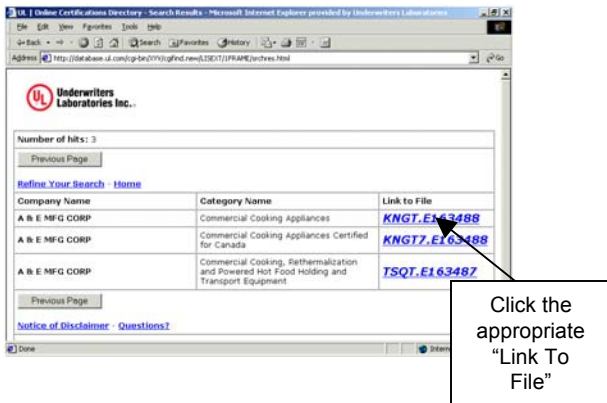 UL | Online Certifications Directory - Search Results - Microsoft Internet Explorer provided by Underwriters Laboratories
File Edit View Favorites Tools Help
Back Search Favorites History
Address http://database.ul.com/cgi-bin/XYV/cgifind.new/LISEXT/1FRAME/srchres.html Go
UL
Underwriters
Laboratories Inc.
Number of hits: 3
Previous Page
Refine Your Search - Home
Company Name Category Name Link to File
A & E MFG CORP Commercial Cooking Appliances KNGT.E163488
A & E MFG CORP Commercial Cooking Appliances Certified
for Canada KNGT7.E163488
A & E MFG CORP Commercial Cooking, Rethermalization
and Powered Hot Food Holding and
Transport Equipment TSQT.E163487
Previous Page
Notice of Disclaimer - Questions?
Done
Click the
appropriate
“Link To
File”